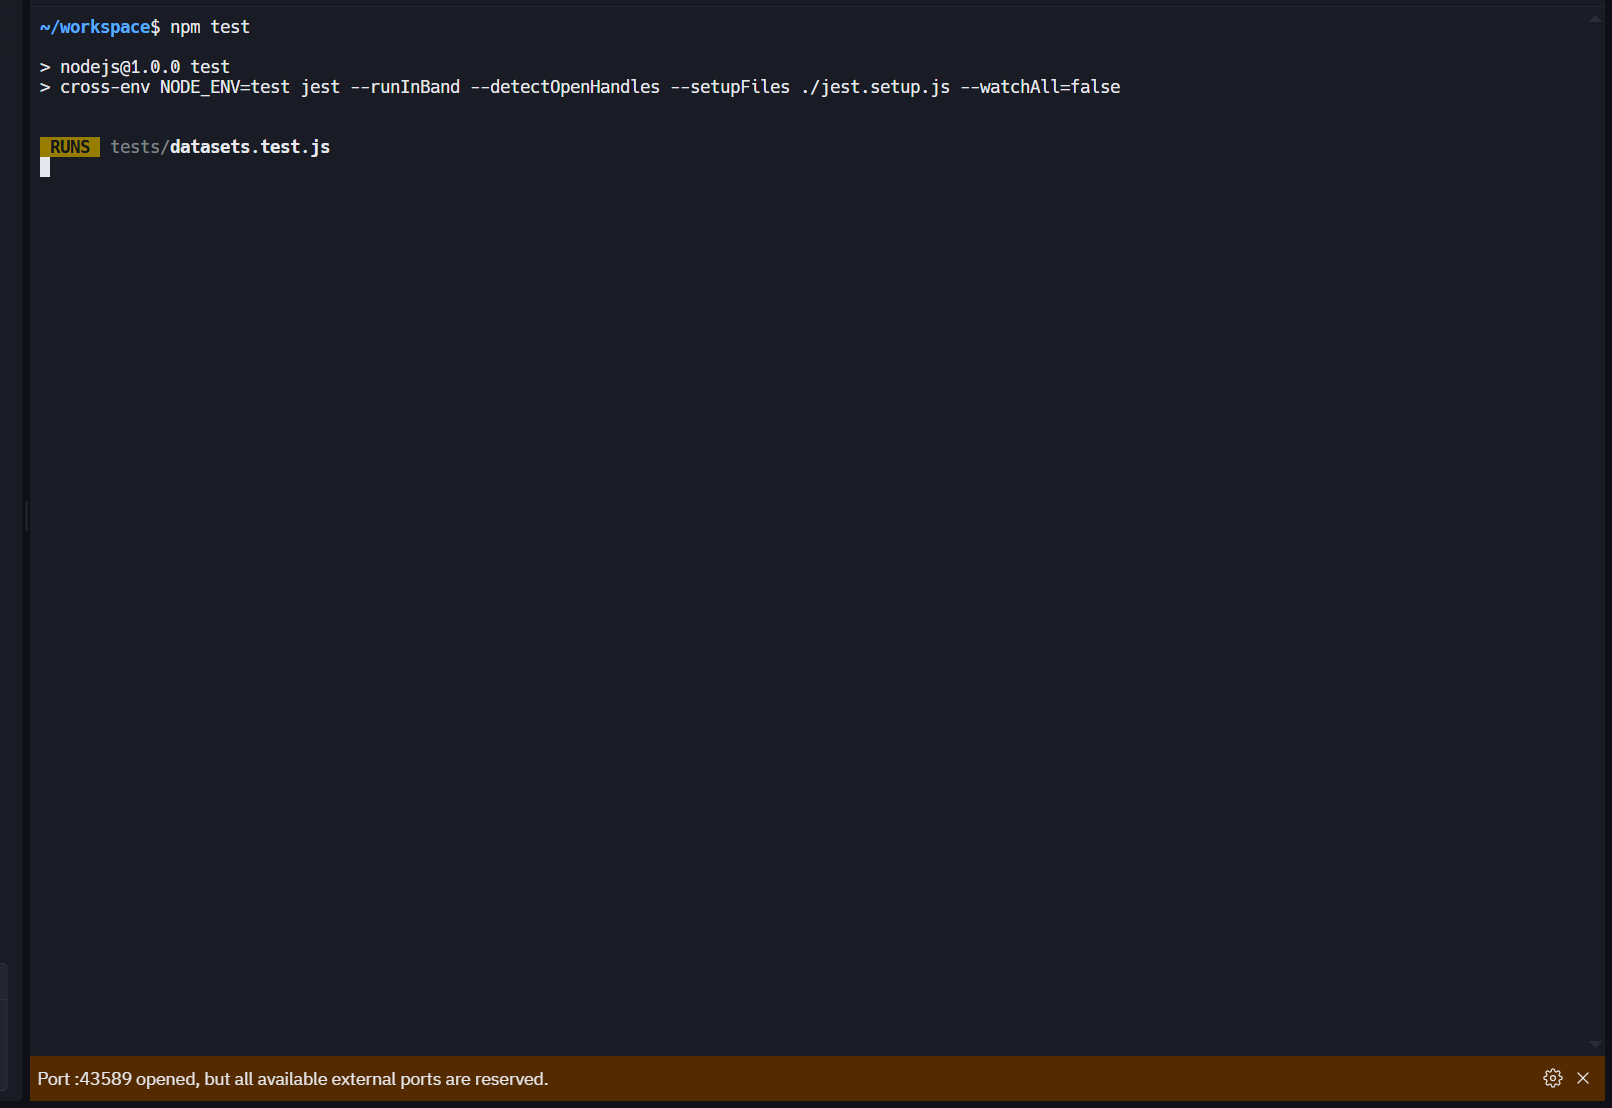 ~/workspace$ npm test
> nodejs@1.0.0 test
> cross-env NODE_ENV=test jest --runInBand --detectOpenHandles --setupFiles ./jest.setup.js --watchAll=false
RUNS tests/datasets.test.js
Port :43589 opened, but all available external ports are reserved.